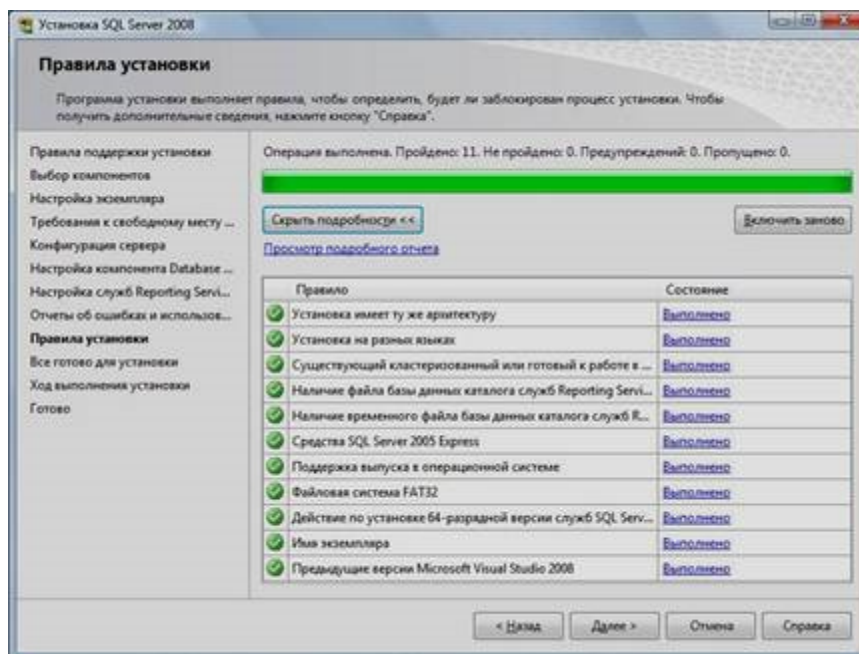 Установка SQL Server 2008
Правила установки
Программа установки выполняет правила, чтобы определить, будет ли заблокирован процесс установки. Чтобы
получить дополнительные сведения, нажмите кнопку "Справка".
Правила поддержки установки
Выбор компонентов
Настройка экземпляра
Требования к свободному месту ...
Конфигурация сервера
Настройка компонента Database ...
Настройка служб Reporting Servi...
Отчеты об ошибках и использов...
Правила установки
Все готово для установки
Ход выполнения установки
Готово
Операция выполнена. Пройдено: 11. Не пройдено: 0. Предупреждений: 0. Пропущено: 0.
Скрыть подробности <<
Включить заново
Просмотр подробного отчета
Правило Состояние
Установка имеет ту же архитектуру Выполнено
Установка на разных языках Выполнено
Существующий кластеризованный или готовый к работе в ... Выполнено
Наличие файла базы данных каталога служб Reporting Servi... Выполнено
Наличие временного файла базы данных каталога служб R... Выполнено
Средства SQL Server 2005 Express Выполнено
Поддержка выпуска в операционной системе Выполнено
Файловая система FAT32 Выполнено
Действие по установке 64-разрядной версии служб SQL Serv... Выполнено
Имя экземпляра Выполнено
Предыдущие версии Microsoft Visual Studio 2008 Выполнено
< Назад Далее > Отмена Справка